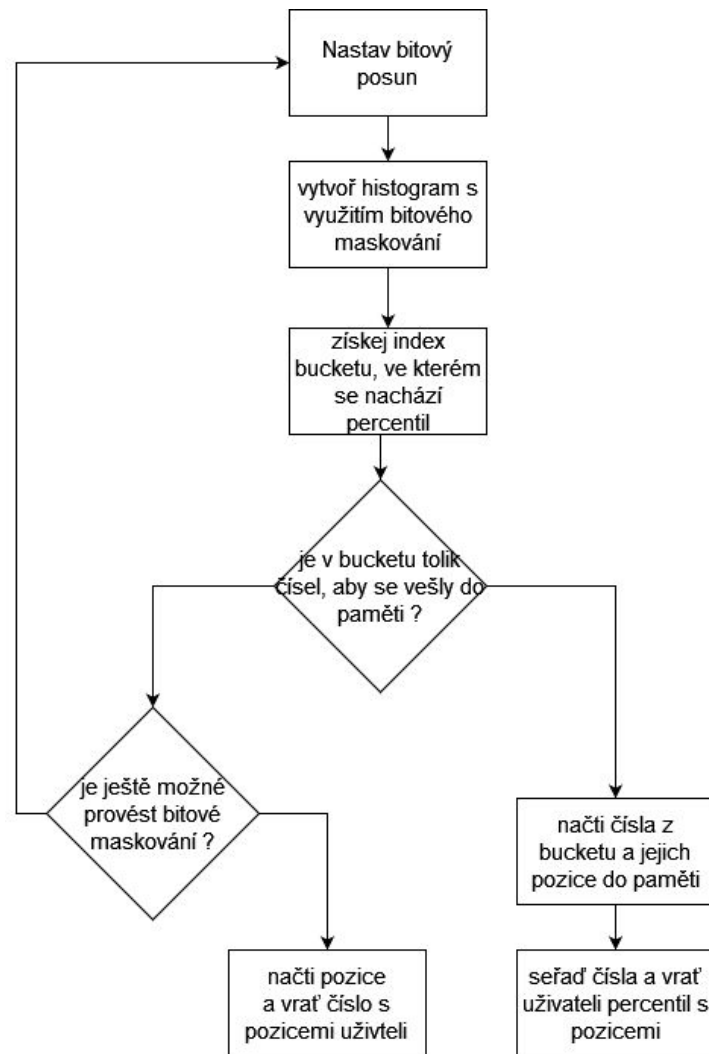 Nastav bitový
posun
vytvoř histogram s
využitím bitového
maskování
získej index
bucketu, ve kterém
se nachází
percentil
je v bucketu tolik
čísel, aby se vešly do
paměti ?
je ještě možné
provést bitové
maskování ?
načti čísla z
bucketu a jejich
pozice do paměti
načti pozice
a vrať číslo s
pozicemi uživteli
seřaď čísla a vrať
uživateli percentil s
pozicemi